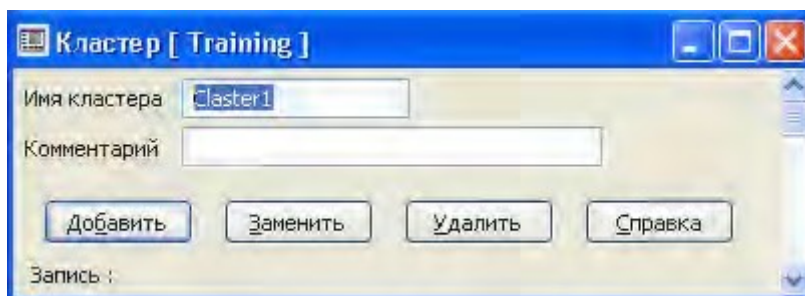 Кластер [ Training ]
Имя кластера Claster1
Комментарий
Добавить Заменить Удалить Справка
Запись :